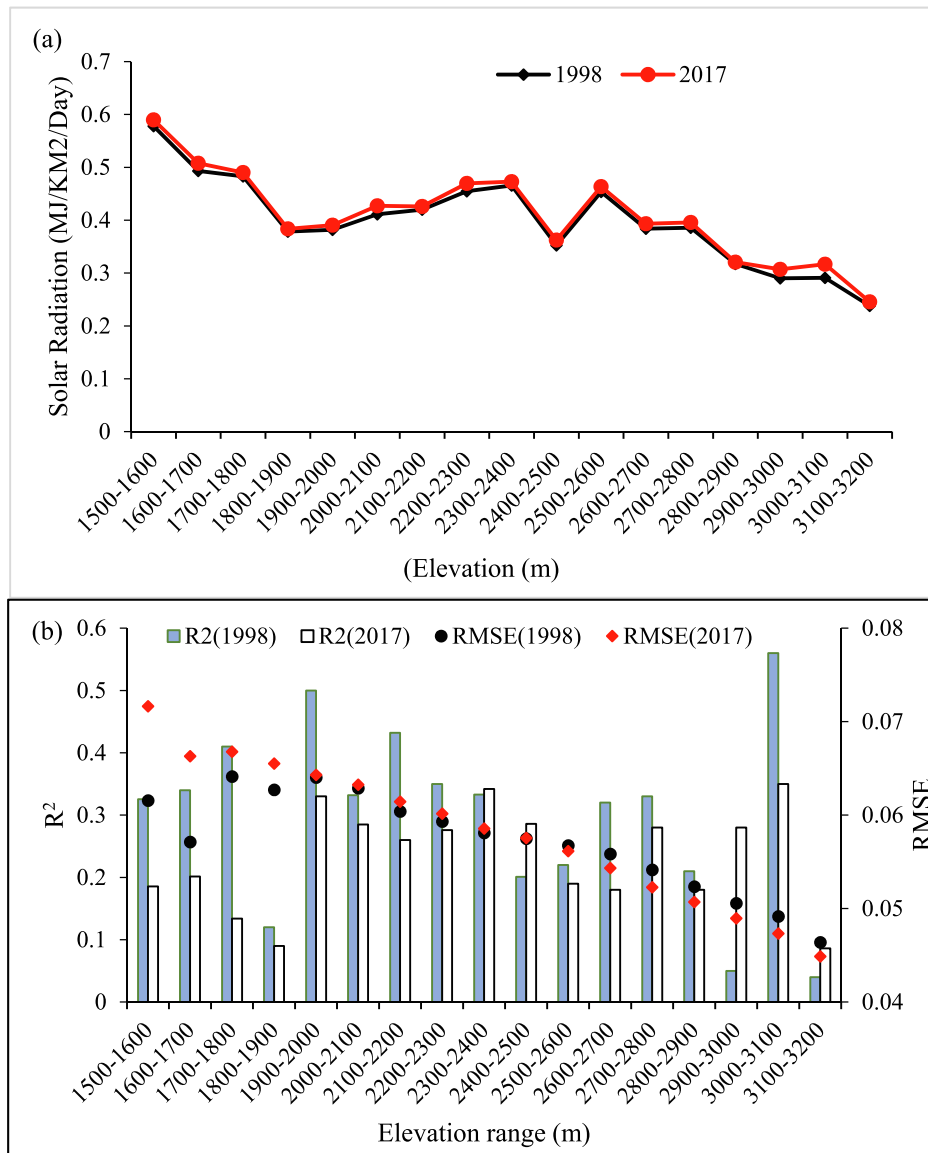 (a)
0.7
0.6
0.5
0.4
0.3
0.2
0.1
0
Solar Radiation (MJ/KM2/Day)
1998 2017
1500-1600 1600-1700 1700-1800 1800-1900 1900-2000 2000-2100 2100-2200 2200-2300 2300-2400 2400-2500 2500-2600 2600-2700 2700-2800 2800-2900 2900-3000 3000-3100 3100-3200
(Elevation (m)
(b)
R2(1998) R2(2017) RMSE(1998) RMSE(2017)
0.6
0.5
0.4
0.3
0.2
0.1
0
R²
0.08
0.07
0.06
0.05
0.04
RMSE
1500-1600 1600-1700 1700-1800 1800-1900 1900-2000 2000-2100 2100-2200 2200-2300 2300-2400 2400-2500 2500-2600 2600-2700 2700-2800 2800-2900 2900-3000 3000-3100 3100-3200
Elevation range (m)